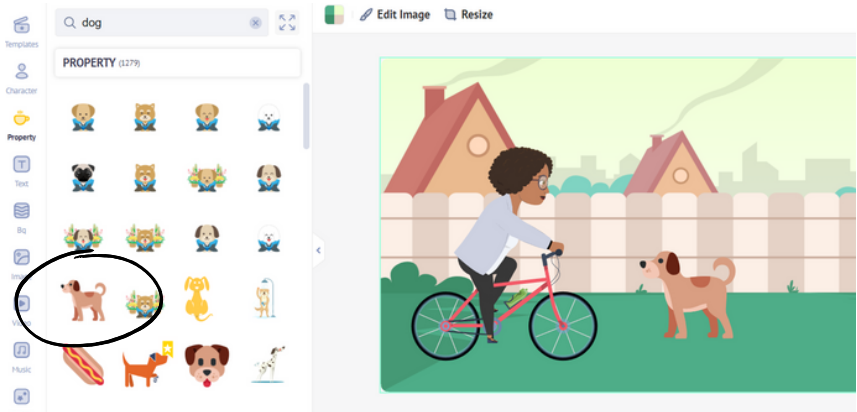 dog
Edit Image
Resize
Templates
PROPERTY (1279)
Character
Property
Text
Bg
Music